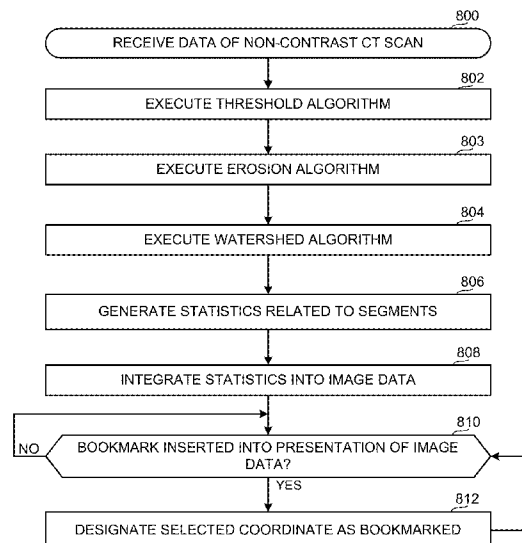 800
RECEIVE DATA OF NON-CONTRAST CT SCAN
802
EXECUTE THRESHOLD ALGORITHM
803
EXECUTE EROSION ALGORITHM
804
EXECUTE WATERSHED ALGORITHM
806
GENERATE STATISTICS RELATED TO SEGMENTS
808
INTEGRATE STATISTICS INTO IMAGE DATA
810
NO
BOOKMARK INSERTED INTO PRESENTATION OF IMAGE
DATA?
YES
812
DESIGNATE SELECTED COORDINATE AS BOOKMARKED